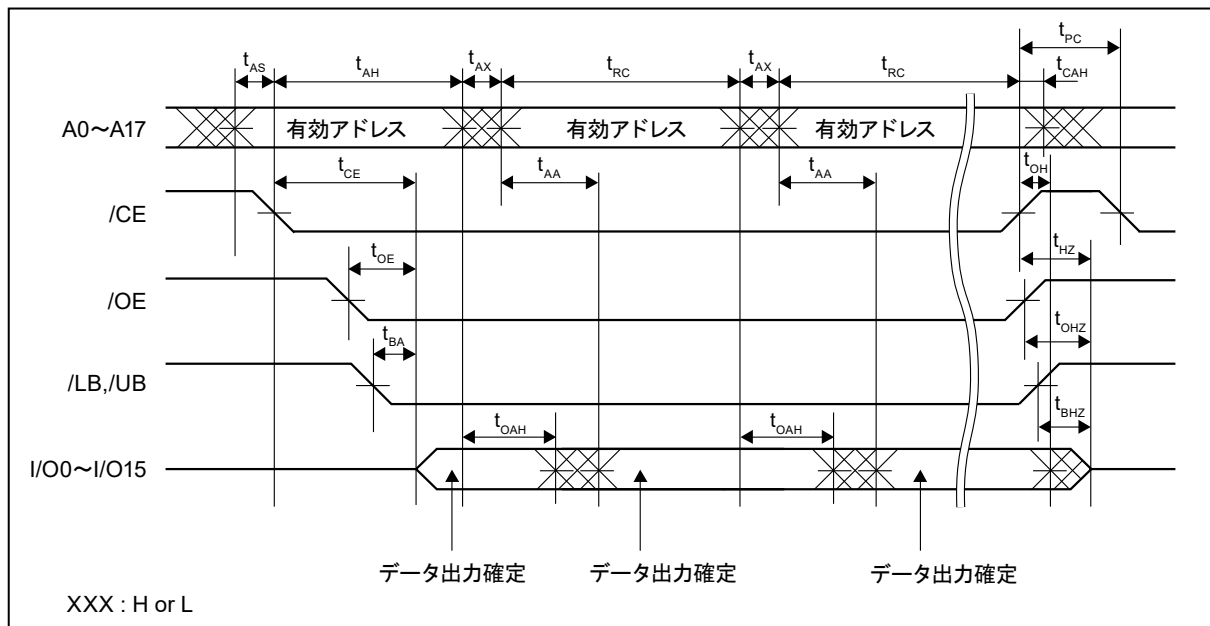 tPC
tAS tAH tAX tRC tAX tRC tCAH
A0～A17 有効アドレス 有効アドレス 有効アドレス
tCE tAA tAA tOH
/CE
tOE tHZ
/OE
tBA tOHZ
/LB,/UB
tOAH tOAH tBHZ
I/O0～I/O15
データ出力確定 データ出力確定 データ出力確定
XXX : H or L